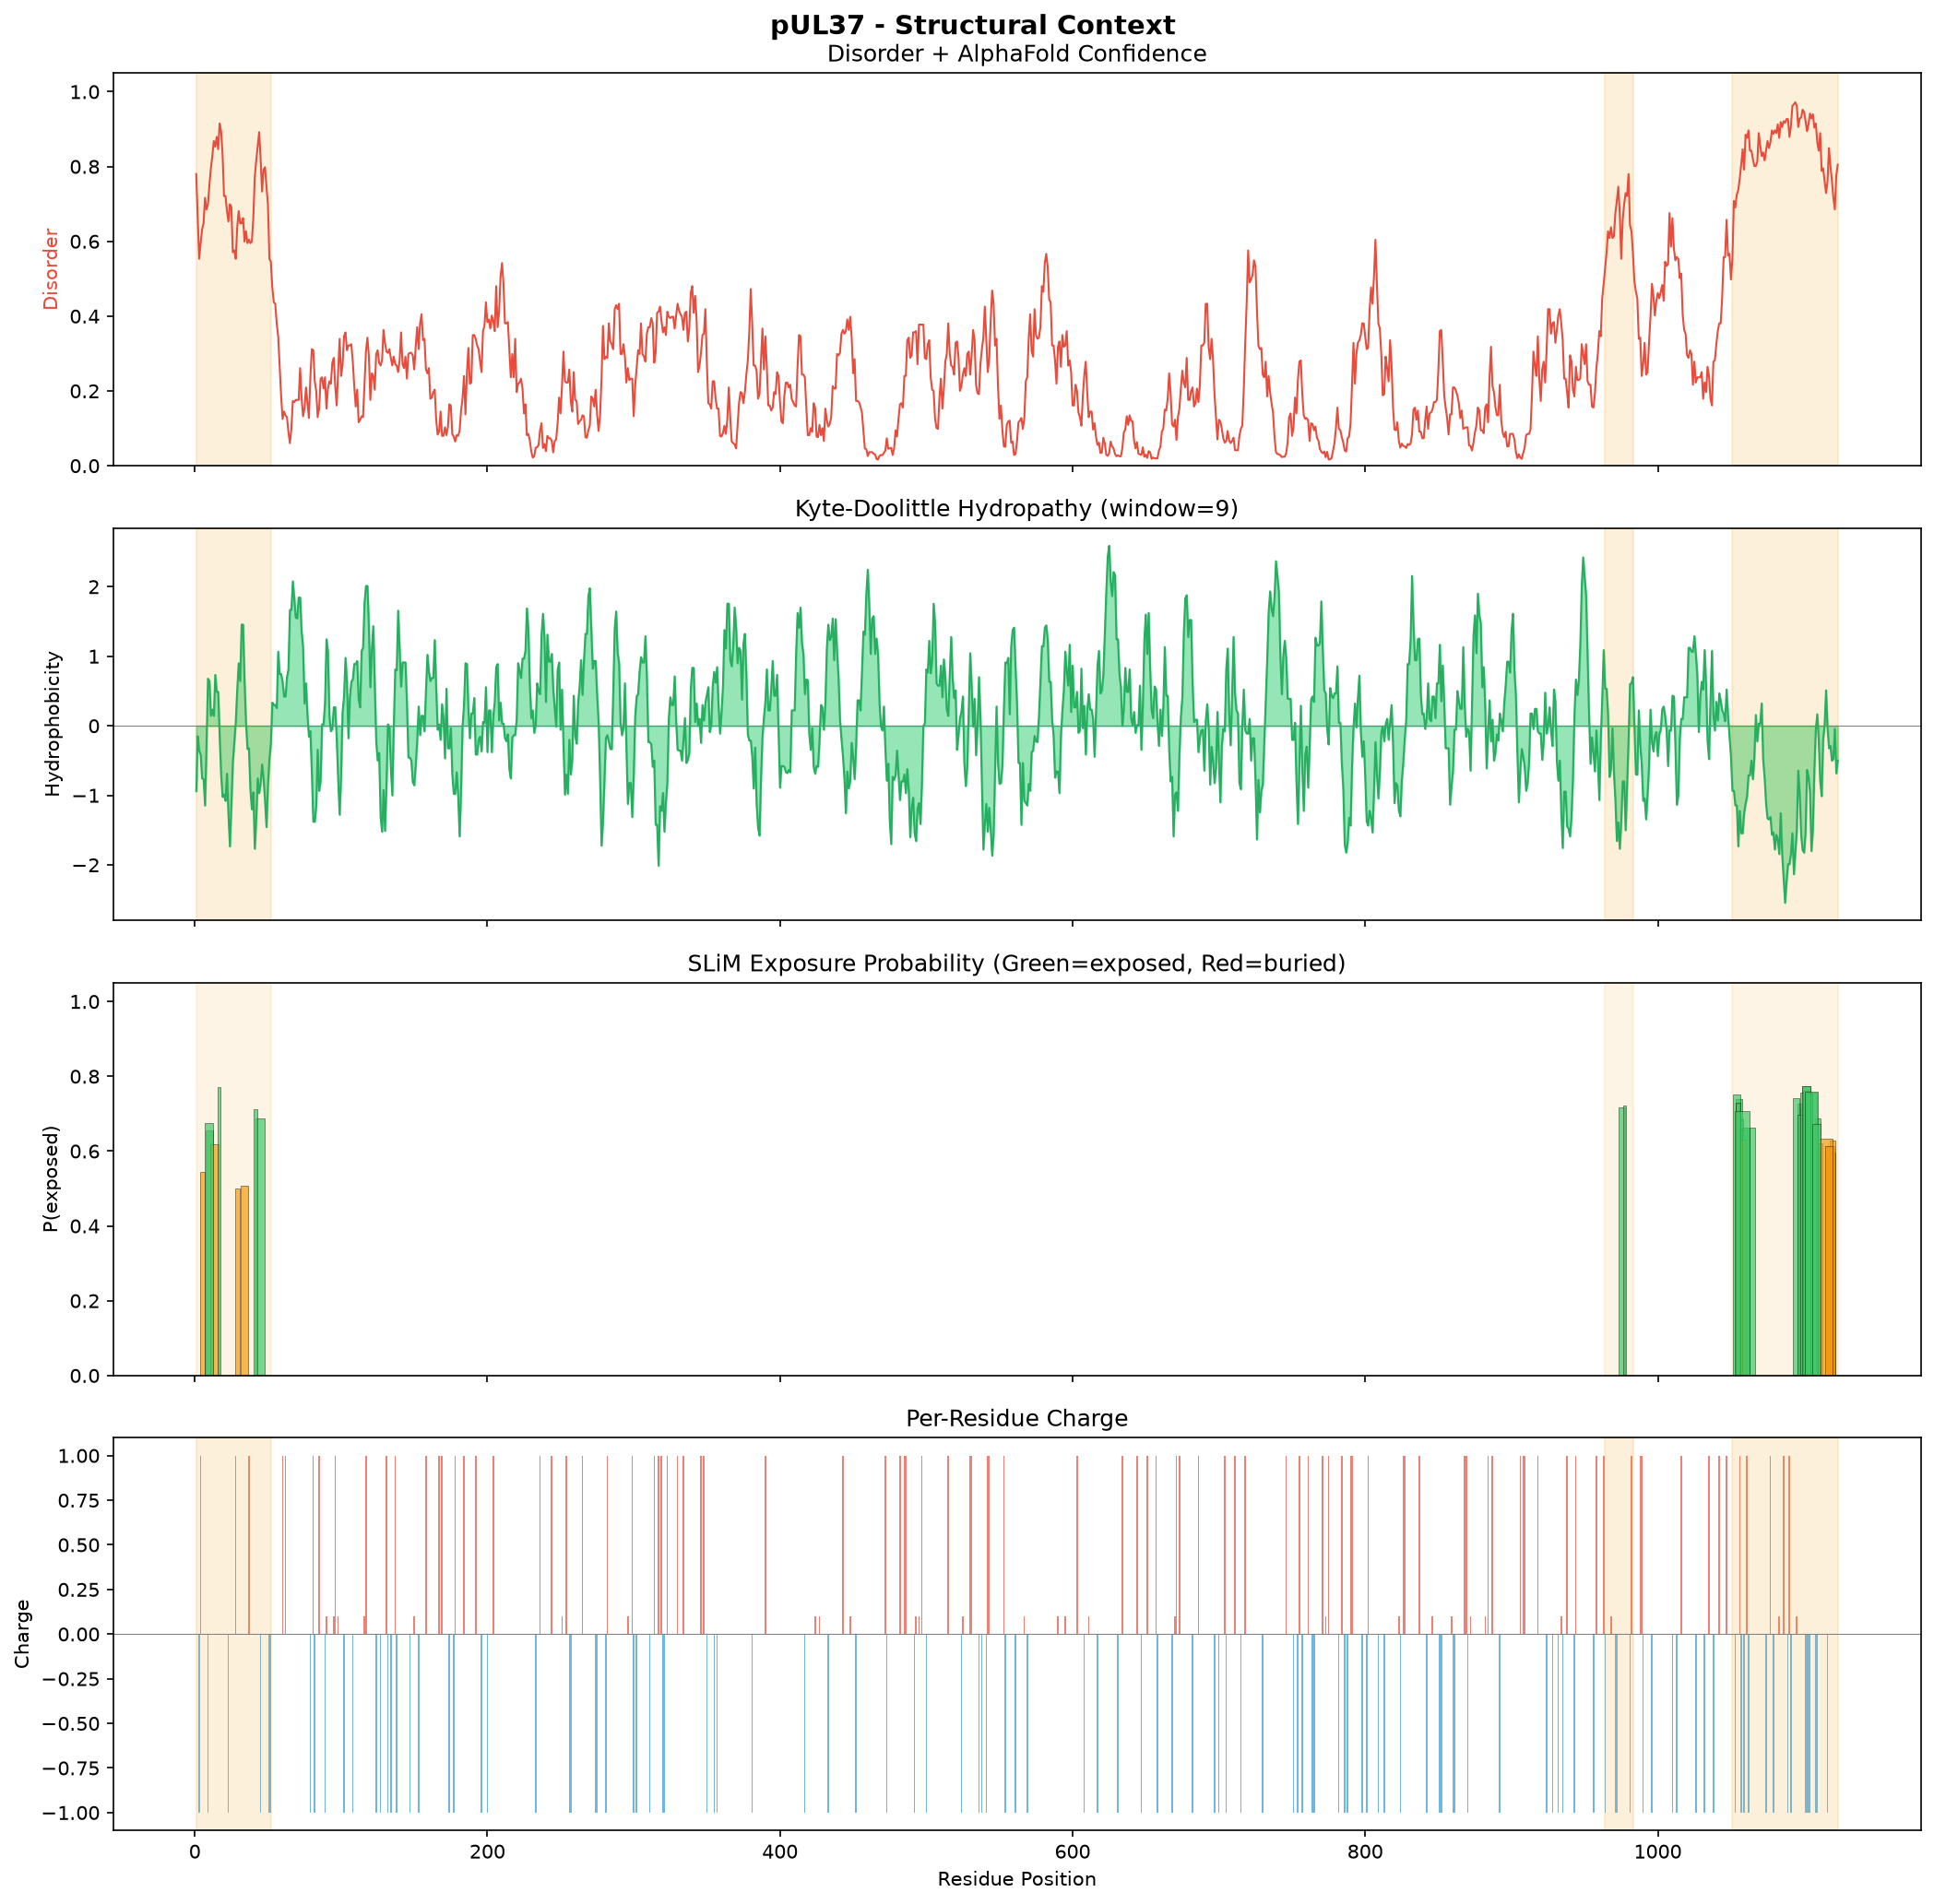 pUL37 - Structural Context
Disorder + AlphaFold Confidence
1.0
0.8
0.6
0.4
0.2
0.0
Disorder
Kyte-Doolittle Hydropathy (window=9)
2
1
0
−1
−2
Hydrophobicity
SLiM Exposure Probability (Green=exposed, Red=buried)
1.0
0.8
0.6
0.4
0.2
0.0
P(exposed)
Per-Residue Charge
1.00
0.75
0.50
0.25
0.00
−0.25
−0.50
−0.75
−1.00
Charge
0 200 400 600 800 1000
Residue Position